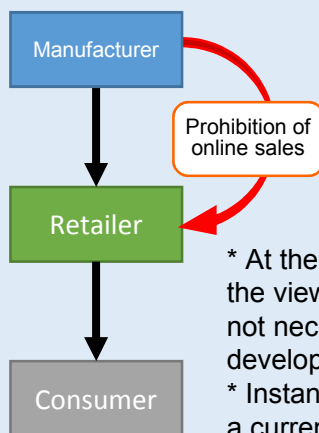 Manufacturer
Prohibition of
online sales
Retailer
* At the
the view
not nec
develop
Consumer
* Instan
a curren